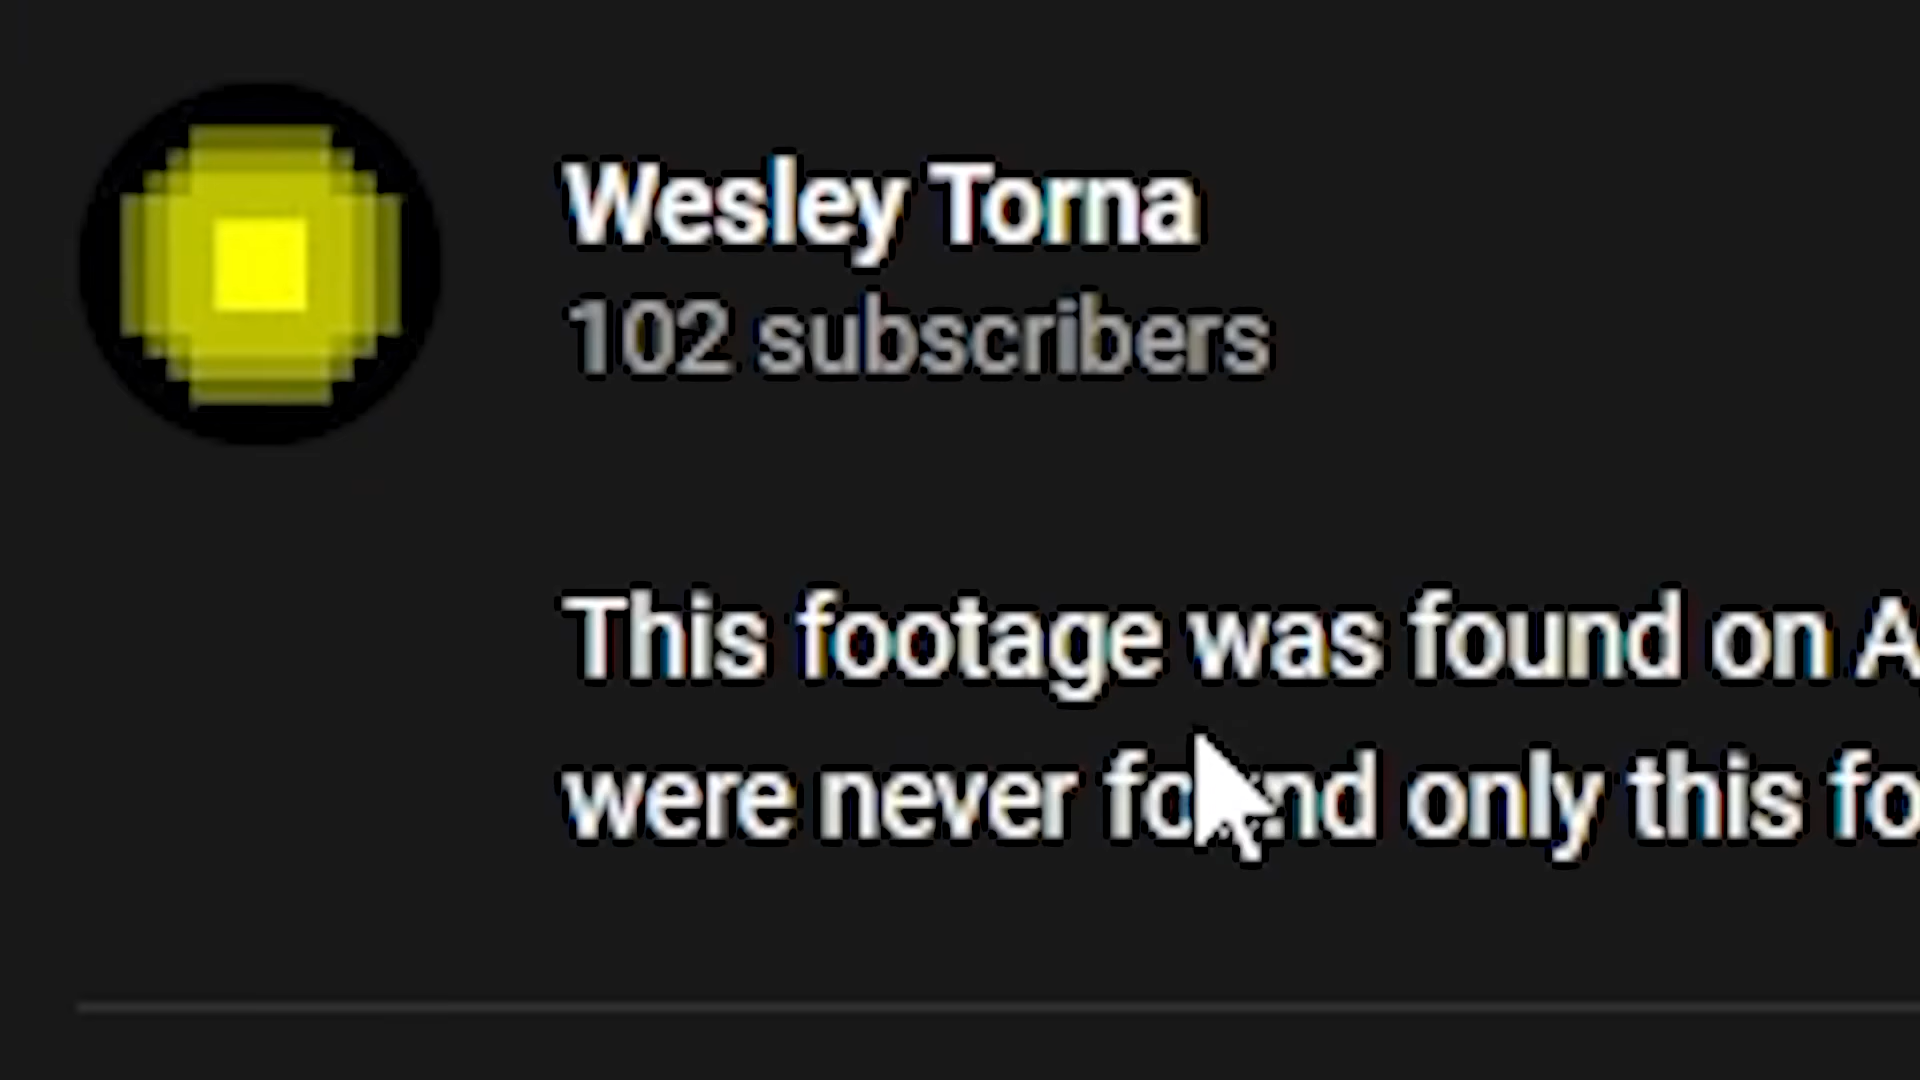 Wesley Torna
102 subscribers
This footage was found on A
were never found only this fo